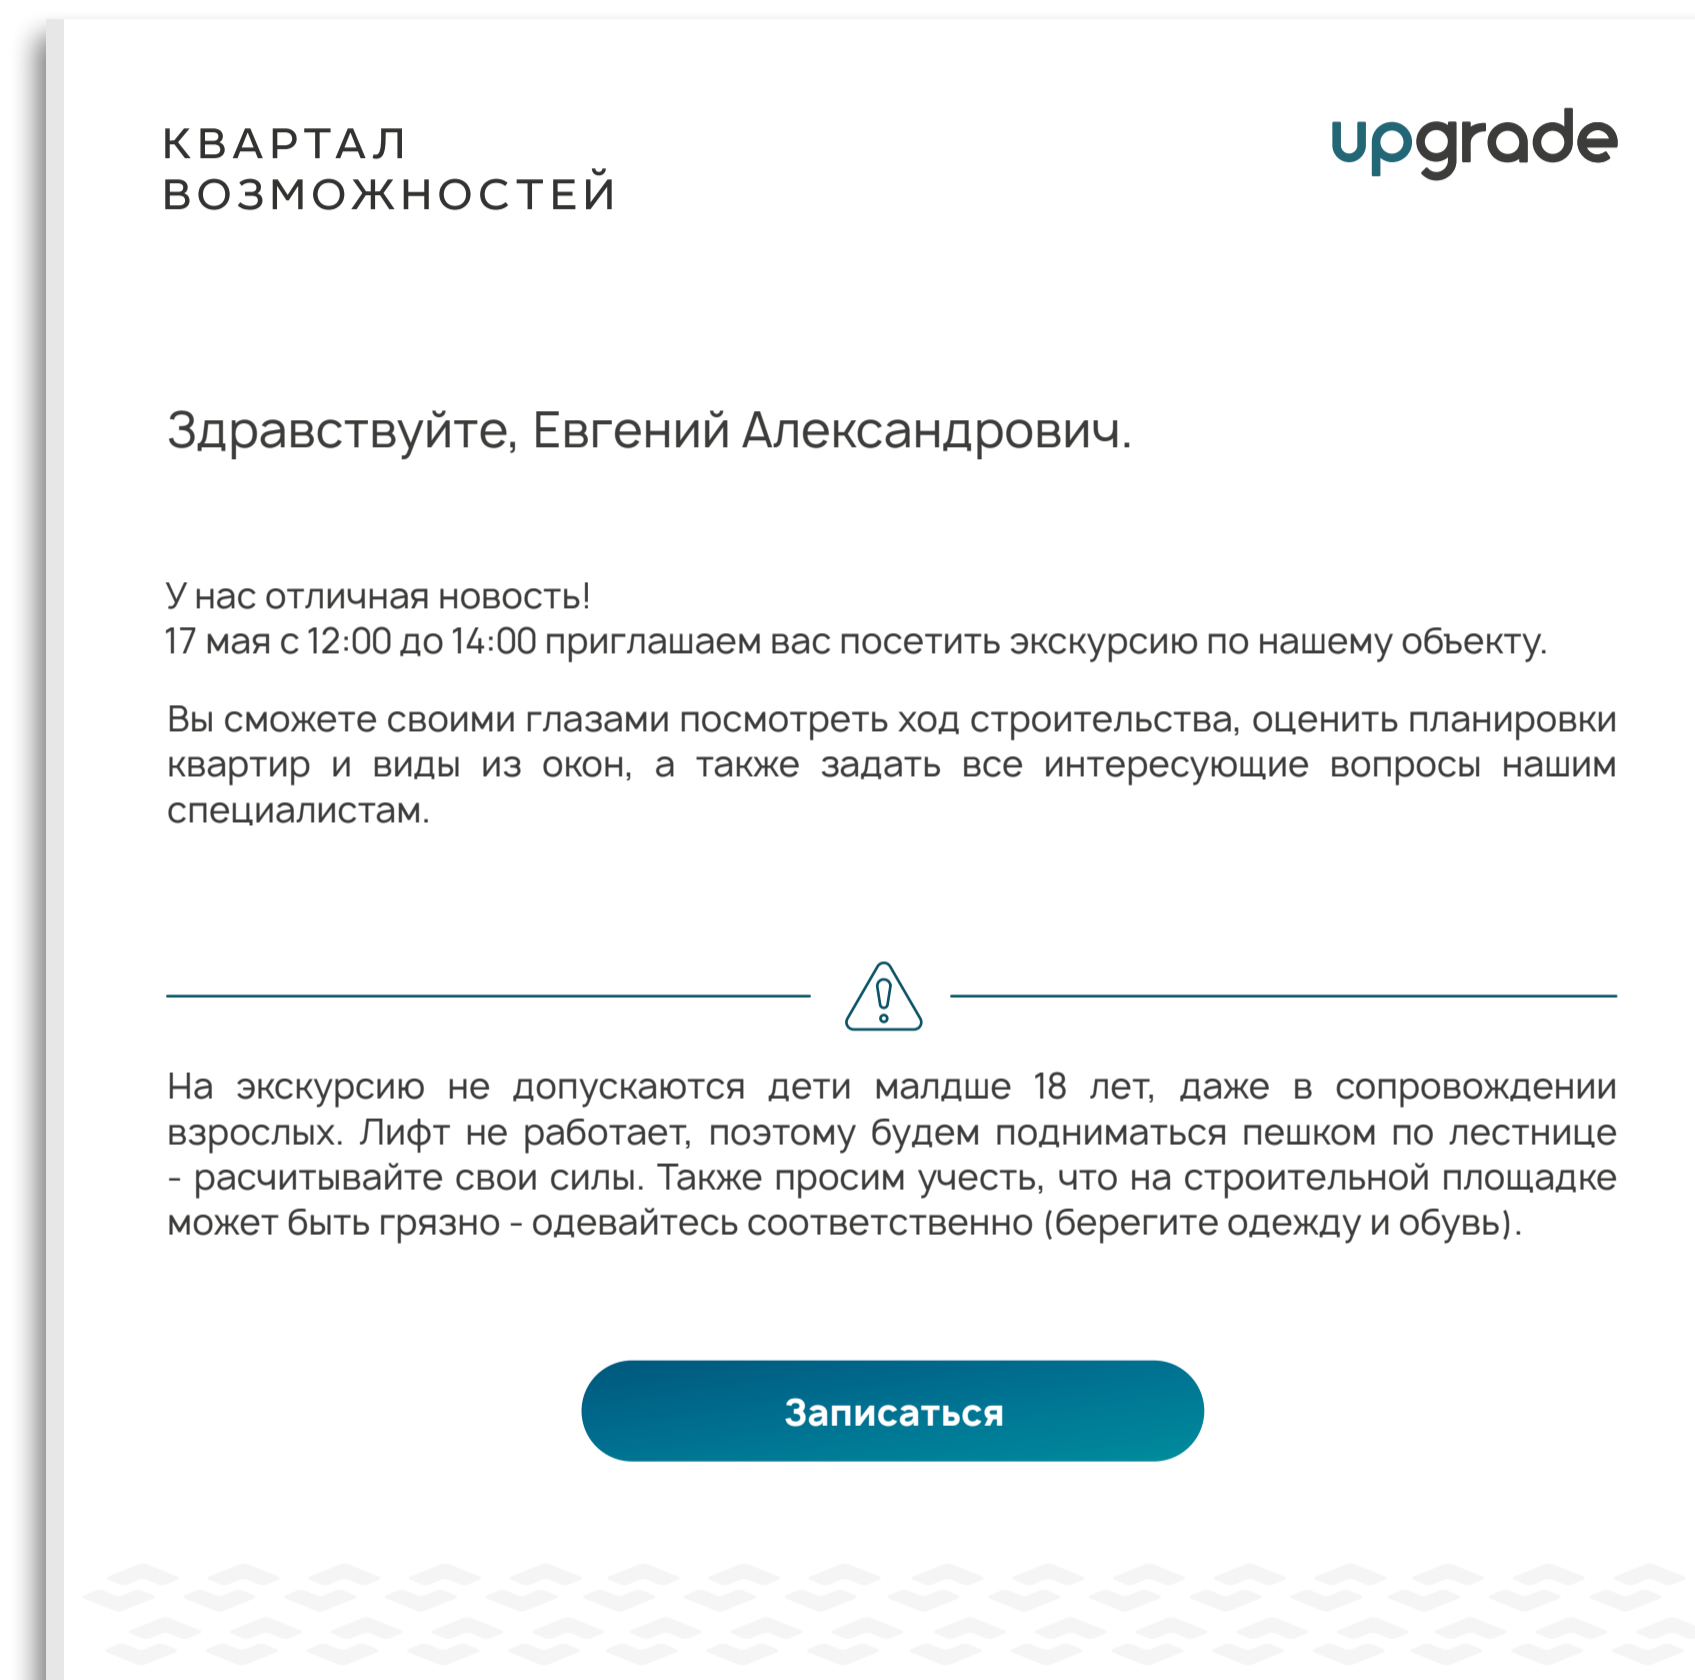 КВАРТАЛ
ВОЗМОЖНОСТЕЙ
upgrade
Здравствуйте, Евгений Александрович.
У нас отличная новость!
17 мая с 12:00 до 14:00 приглашаем вас посетить экскурсию по нашему объекту.
Вы сможете своими глазами посмотреть ход строительства, оценить планировки
квартир и виды из окон, а также задать все интересующие вопросы нашим
специалистам.
На экскурсию не допускаются дети малдше 18 лет, даже в сопровождении
взрослых. Лифт не работает, поэтому будем подниматься пешком по лестнице
- расчитывайте свои силы. Также просим учесть, что на строительной площадке
может быть грязно - одевайтесь соответственно (берегите одежду и обувь).
Записаться